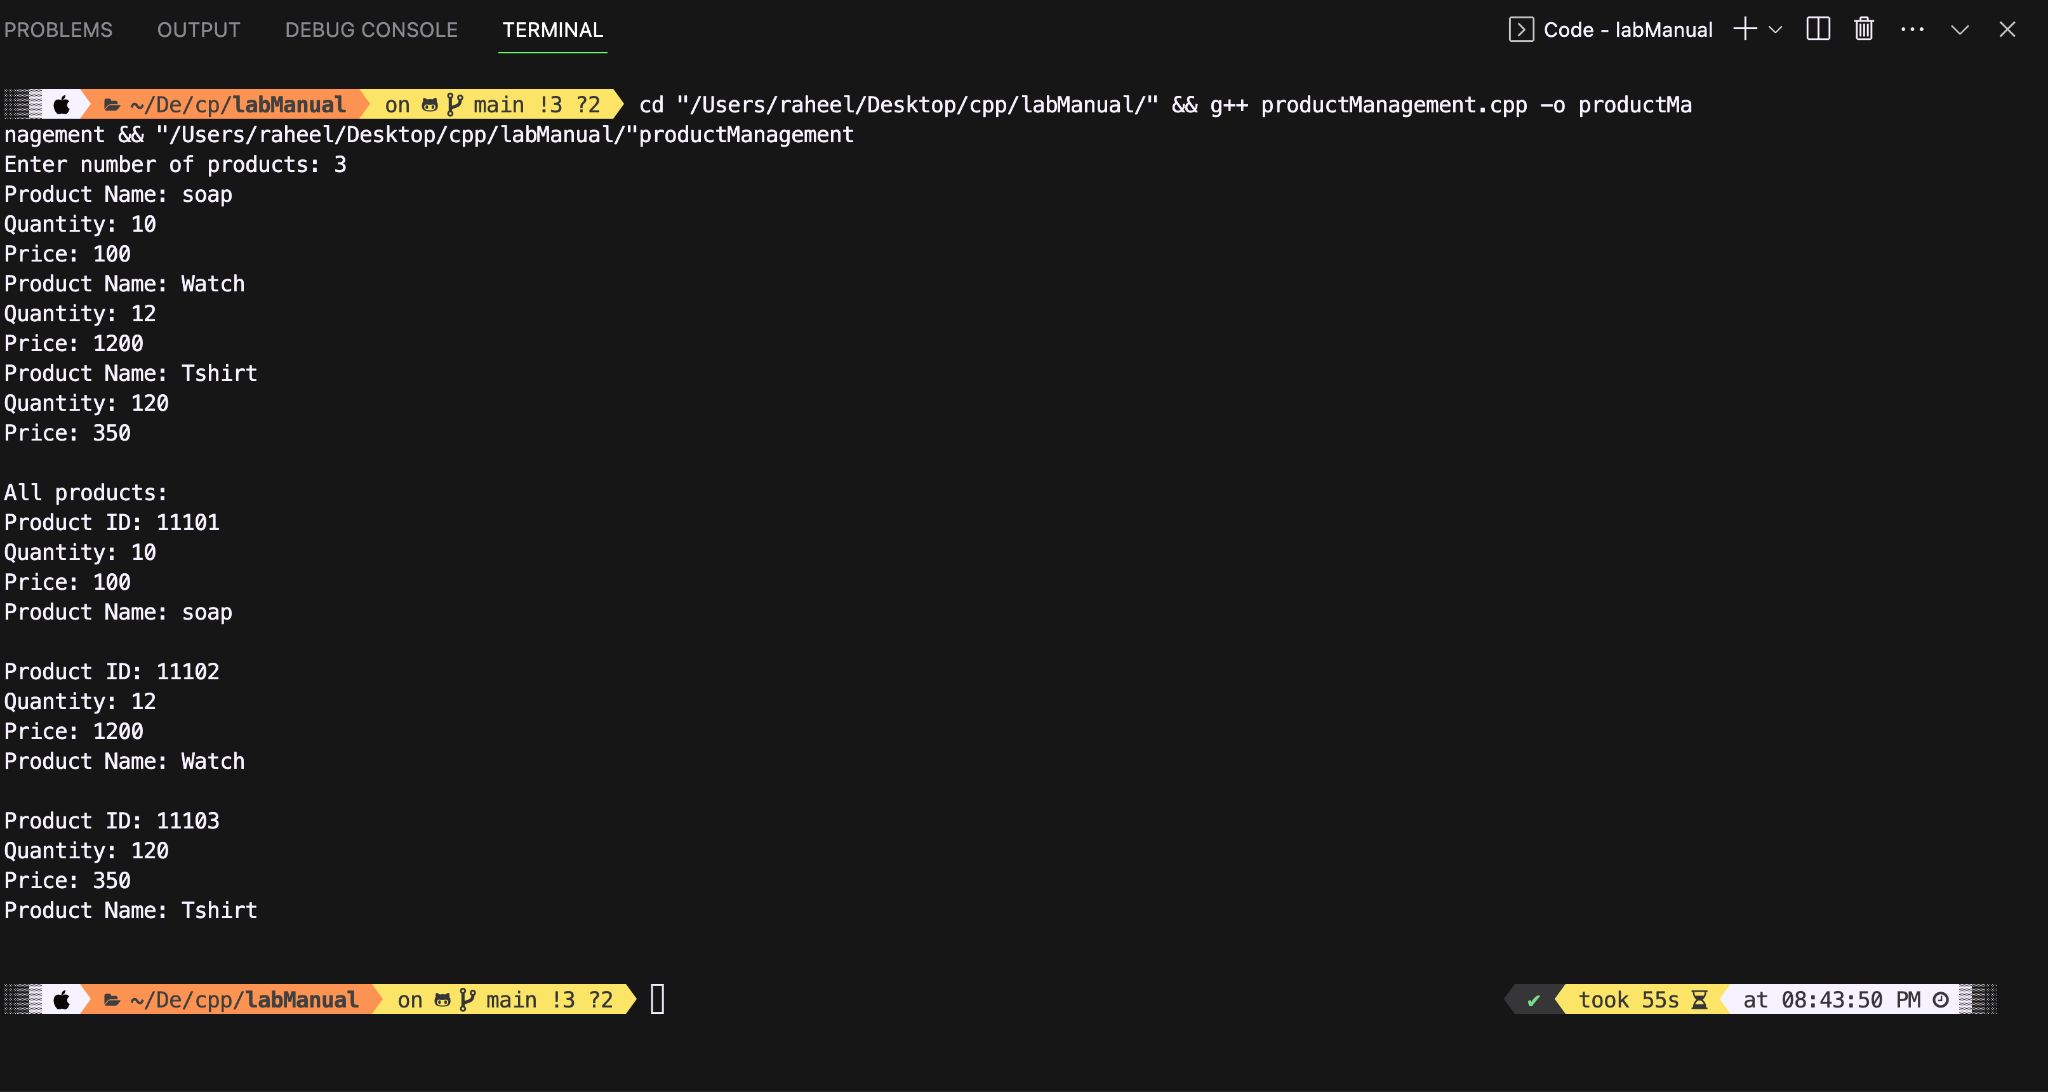 PROBLEMS OUTPUT DEBUG CONSOLE TERMINAL Code - labManual
~/De/cp/labManual on main !3 ?2 cd "/Users/raheel/Desktop/cpp/labManual/" && g++ productManagement.cpp -o productMa
nagement && "/Users/raheel/Desktop/cpp/labManual/"productManagement
Enter number of products: 3
Product Name: soap
Quantity: 10
Price: 100
Product Name: Watch
Quantity: 12
Price: 1200
Product Name: Tshirt
Quantity: 120
Price: 350
All products:
Product ID: 11101
Quantity: 10
Price: 100
Product Name: soap
Product ID: 11102
Quantity: 12
Price: 1200
Product Name: Watch
Product ID: 11103
Quantity: 120
Price: 350
Product Name: Tshirt
~/De/cpp/labManual on main !3 ?2 ✔ took 55s at 08:43:50 PM